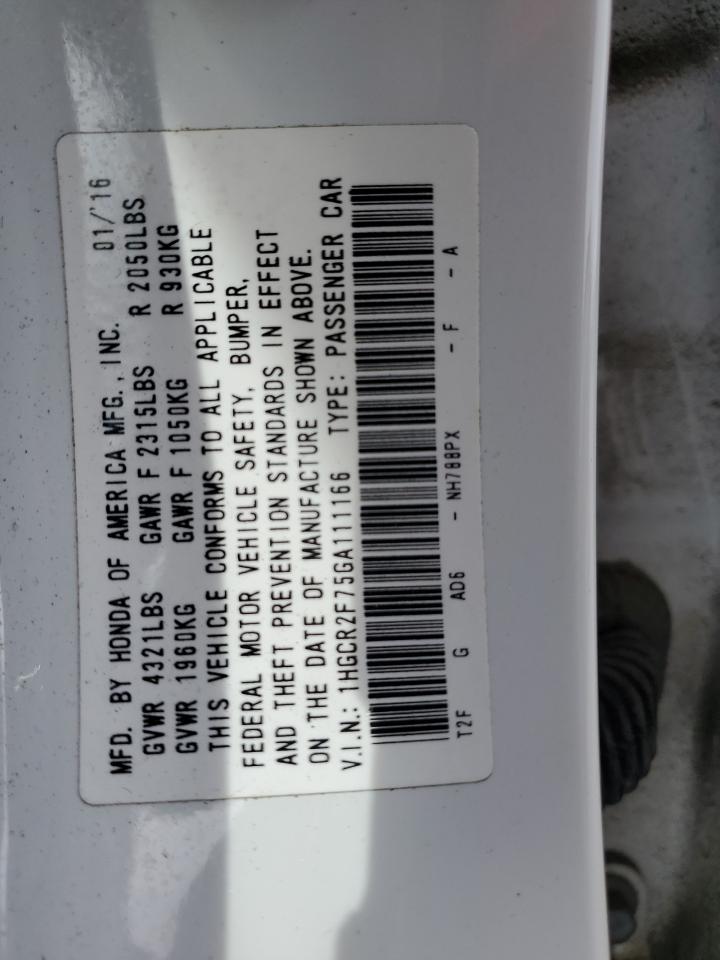 MFD. BY HONDA OF AMERICA MFG., INC. 01/'16
GVWR 4321LBS GAWR F 2315LBS R 2050LBS
GVWR 1960KG GAWR F 1050KG R 930KG
THIS VEHICLE CONFORMS TO ALL APPLICABLE
FEDERAL MOTOR VEHICLE SAFETY, BUMPER,
AND THEFT PREVENTION STANDARDS IN EFFECT
ON THE DATE OF MANUFACTURE SHOWN ABOVE.
V.I.N.: 1HGCR2F75GA111166 TYPE: PASSENGER CAR
T2F G AD6 - NH788PX - F - A